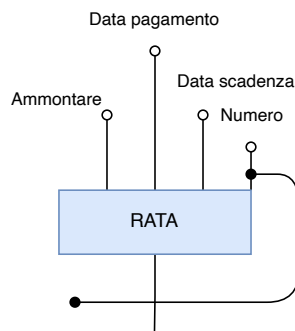 Data pagamento
Data scadenza
Ammontare
Numero
RATA